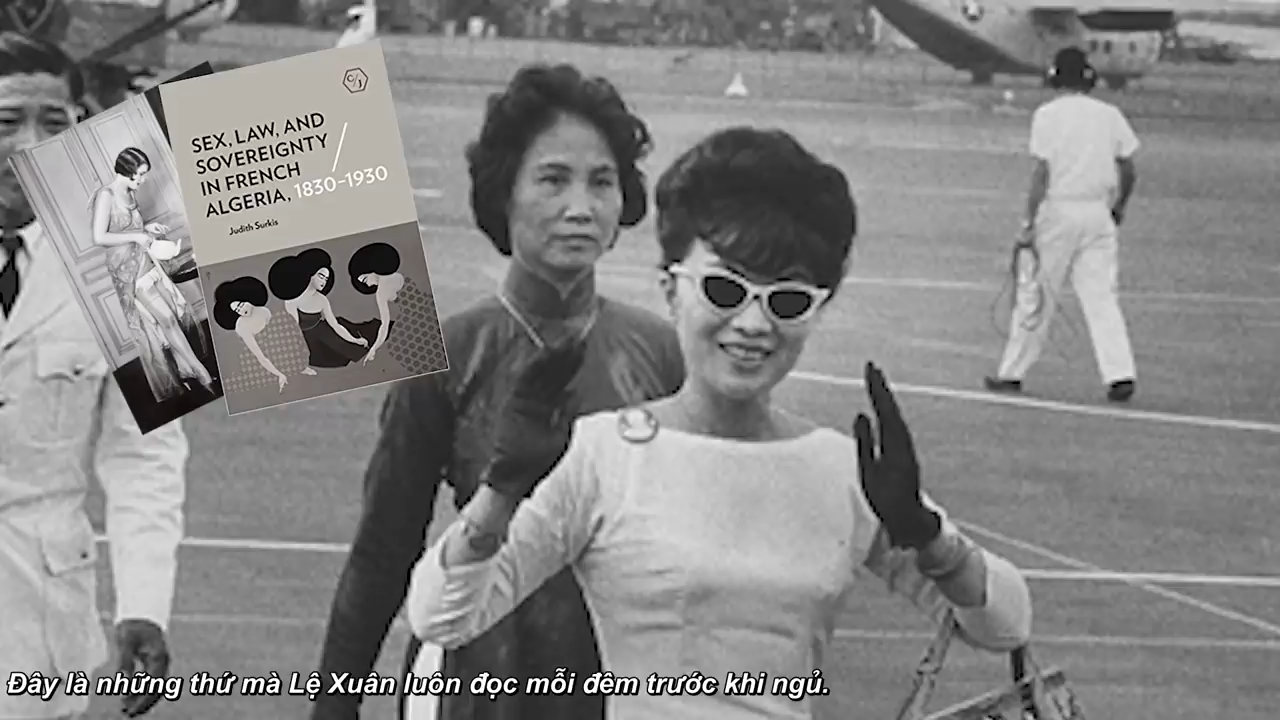 SEX, LAW, AND
SOVEREIGNTY
IN FRENCH
ALGERIA, 1830–1930
Judith Surkis
C/J
Đây là những thứ mà Lệ Xuân luôn đọc mỗi đêm trước khi ngủ.